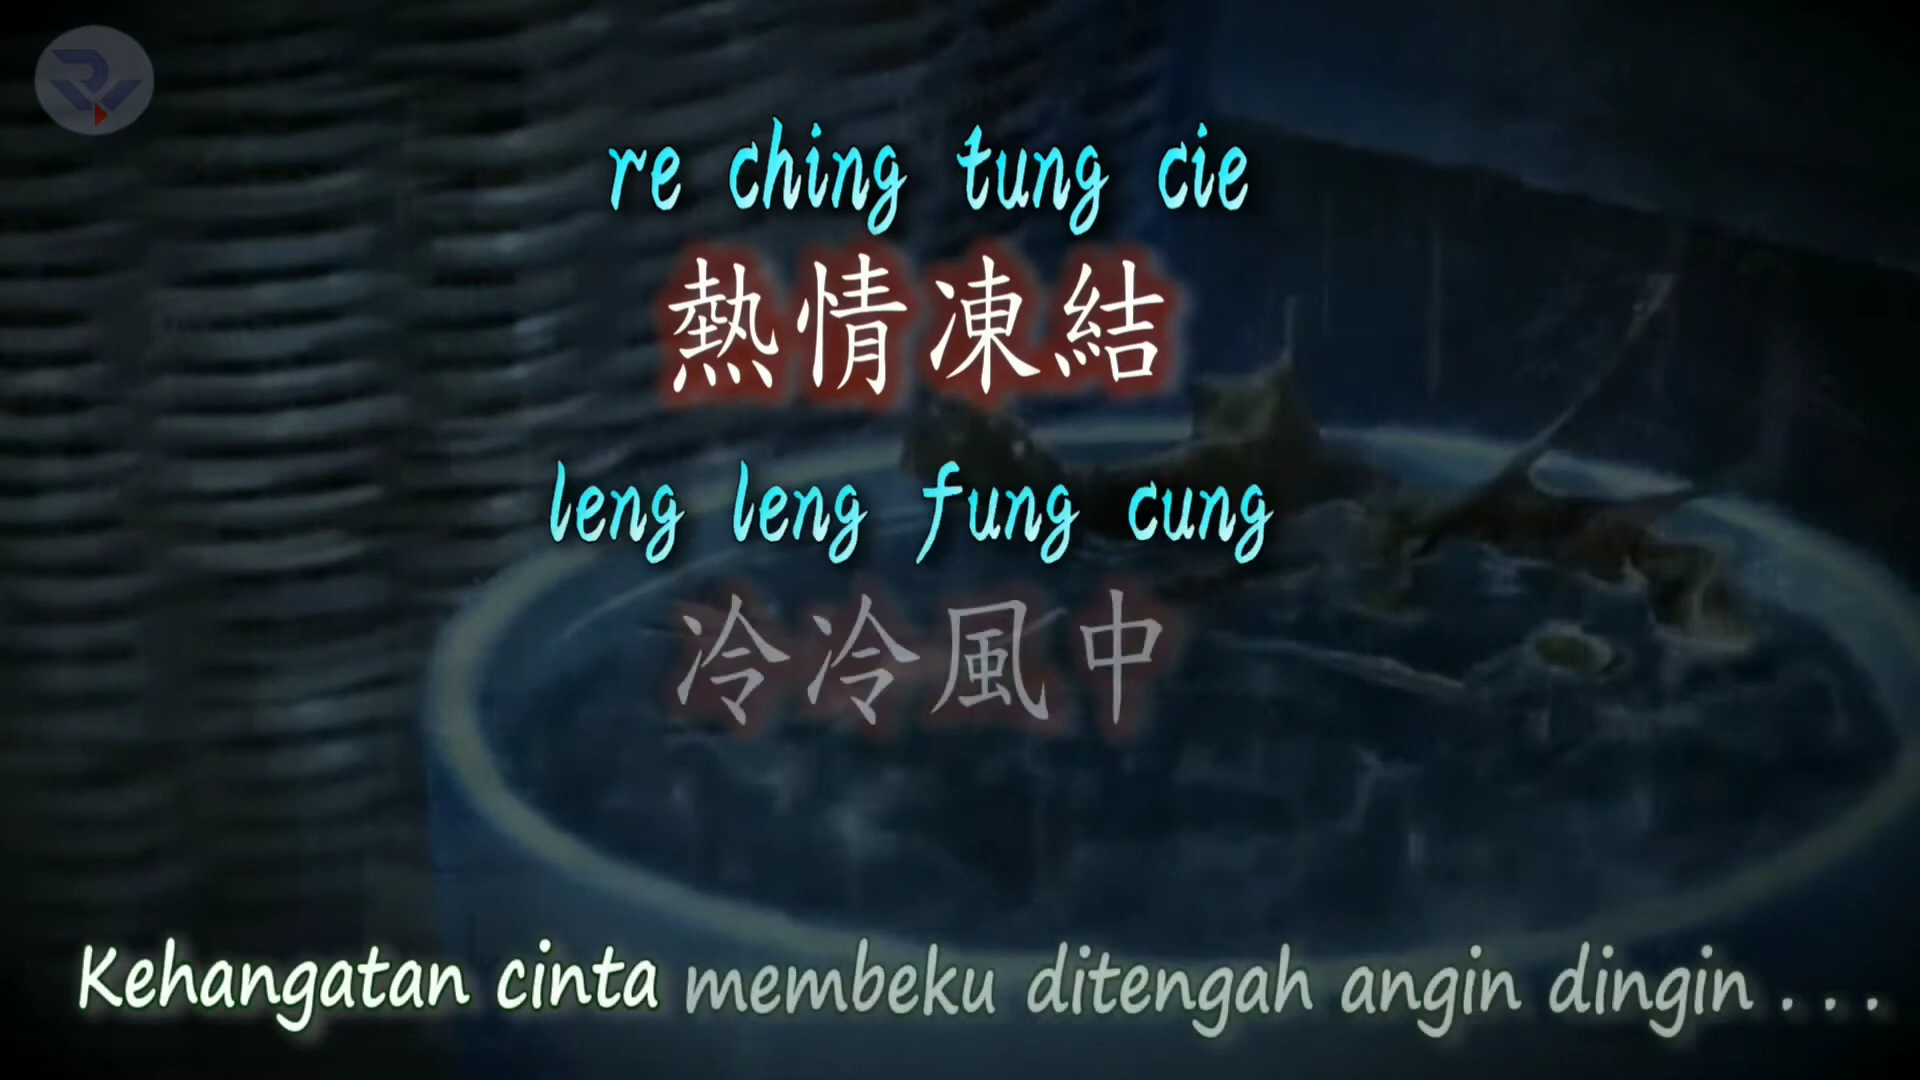 re ching tung cie
熱情凍結
leng leng fung cung
冷冷風中
Kehangatan cinta membeku ditengah angin dingin . . .